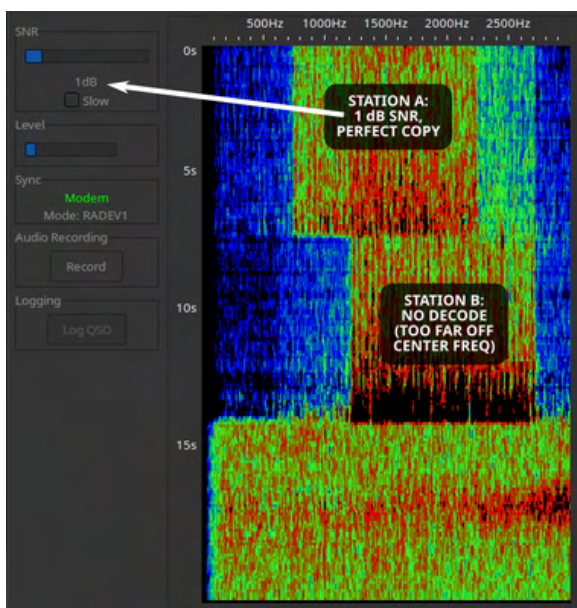 500Hz 1000Hz 1500Hz 2000Hz 2500Hz
SNR
1dB
Slow
Level
Sync
Modem
Mode: RADEV1
Audio Recording
Record
Logging
Log QSO
0s
5s
10s
15s
STATION A:
1 dB SNR,
PERFECT COPY
STATION B:
NO DECODE
(TOO FAR OFF
CENTER FREQ)